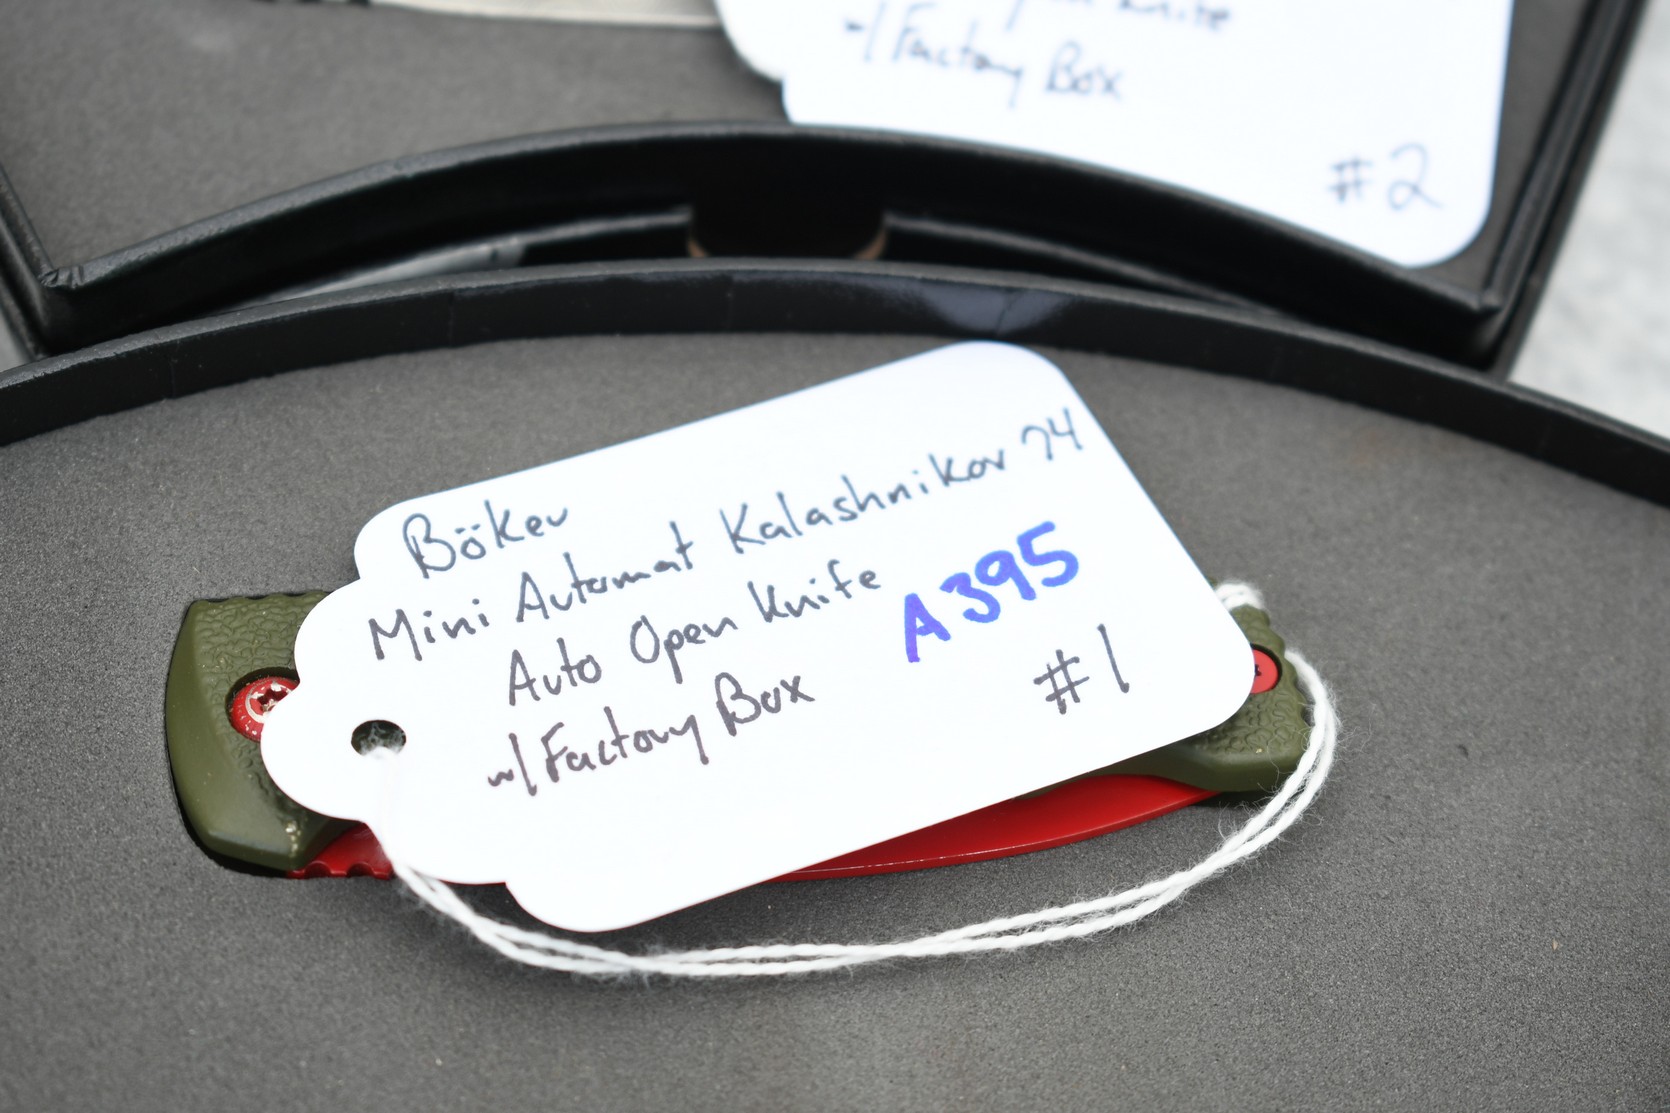 w/ Factory Box
#2
Böker
Mini Automat Kalashnikov 74
Auto Open Knife
A395
w/ Factory Box
#1